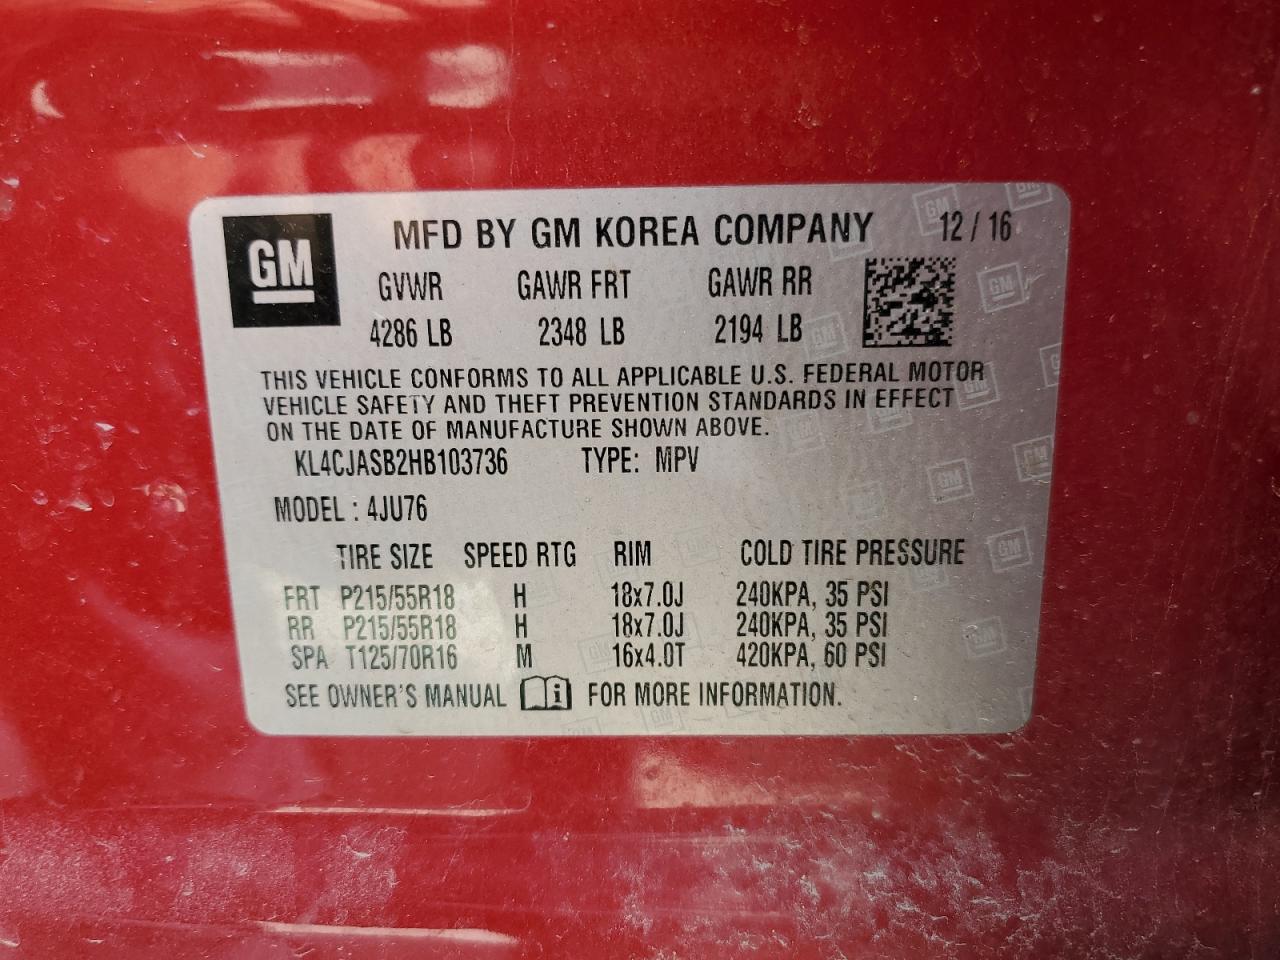 GM
MFD BY GM KOREA COMPANY 12 / 16
GVWR GAWR FRT GAWR RR
4286 LB 2348 LB 2194 LB
THIS VEHICLE CONFORMS TO ALL APPLICABLE U.S. FEDERAL MOTOR
VEHICLE SAFETY AND THEFT PREVENTION STANDARDS IN EFFECT
ON THE DATE OF MANUFACTURE SHOWN ABOVE.
KL4CJASB2HB103736 TYPE: MPV
MODEL : 4JU76
TIRE SIZE SPEED RTG RIM COLD TIRE PRESSURE
FRT P215/55R18 H 18x7.0J 240KPA, 35 PSI
RR P215/55R18 H 18x7.0J 240KPA, 35 PSI
SPA T125/70R16 M 16x4.0T 420KPA, 60 PSI
SEE OWNER'S MANUAL i FOR MORE INFORMATION.